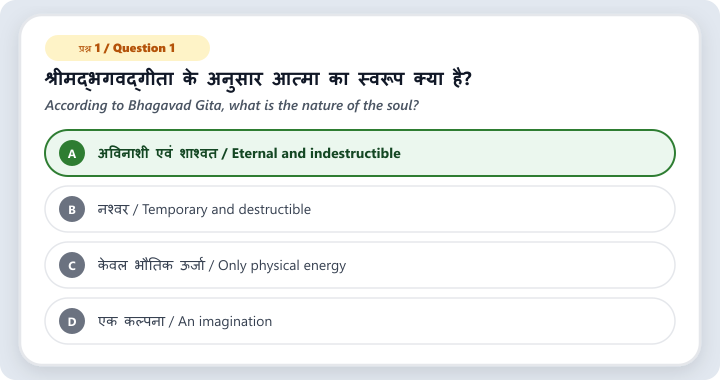 प्रश्न 1 / Question 1
श्रीमद्भगवद्गीता के अनुसार आत्मा का स्वरूप क्या है?
According to Bhagavad Gita, what is the nature of the soul?
A अविनाशी एवं शाश्वत / Eternal and indestructible
B नश्वर / Temporary and destructible
C केवल भौतिक ऊर्जा / Only physical energy
D एक कल्पना / An imagination